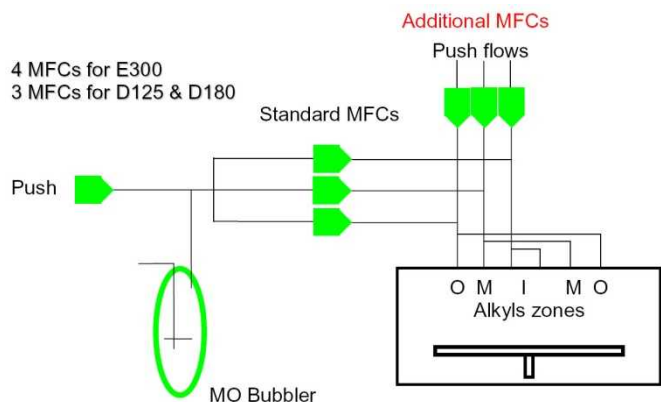 Additional MFCs
Push flows
4 MFCs for E300
3 MFCs for D125 & D180
Standard MFCs
Push
O M I M O
Alkyls zones
MO Bubbler